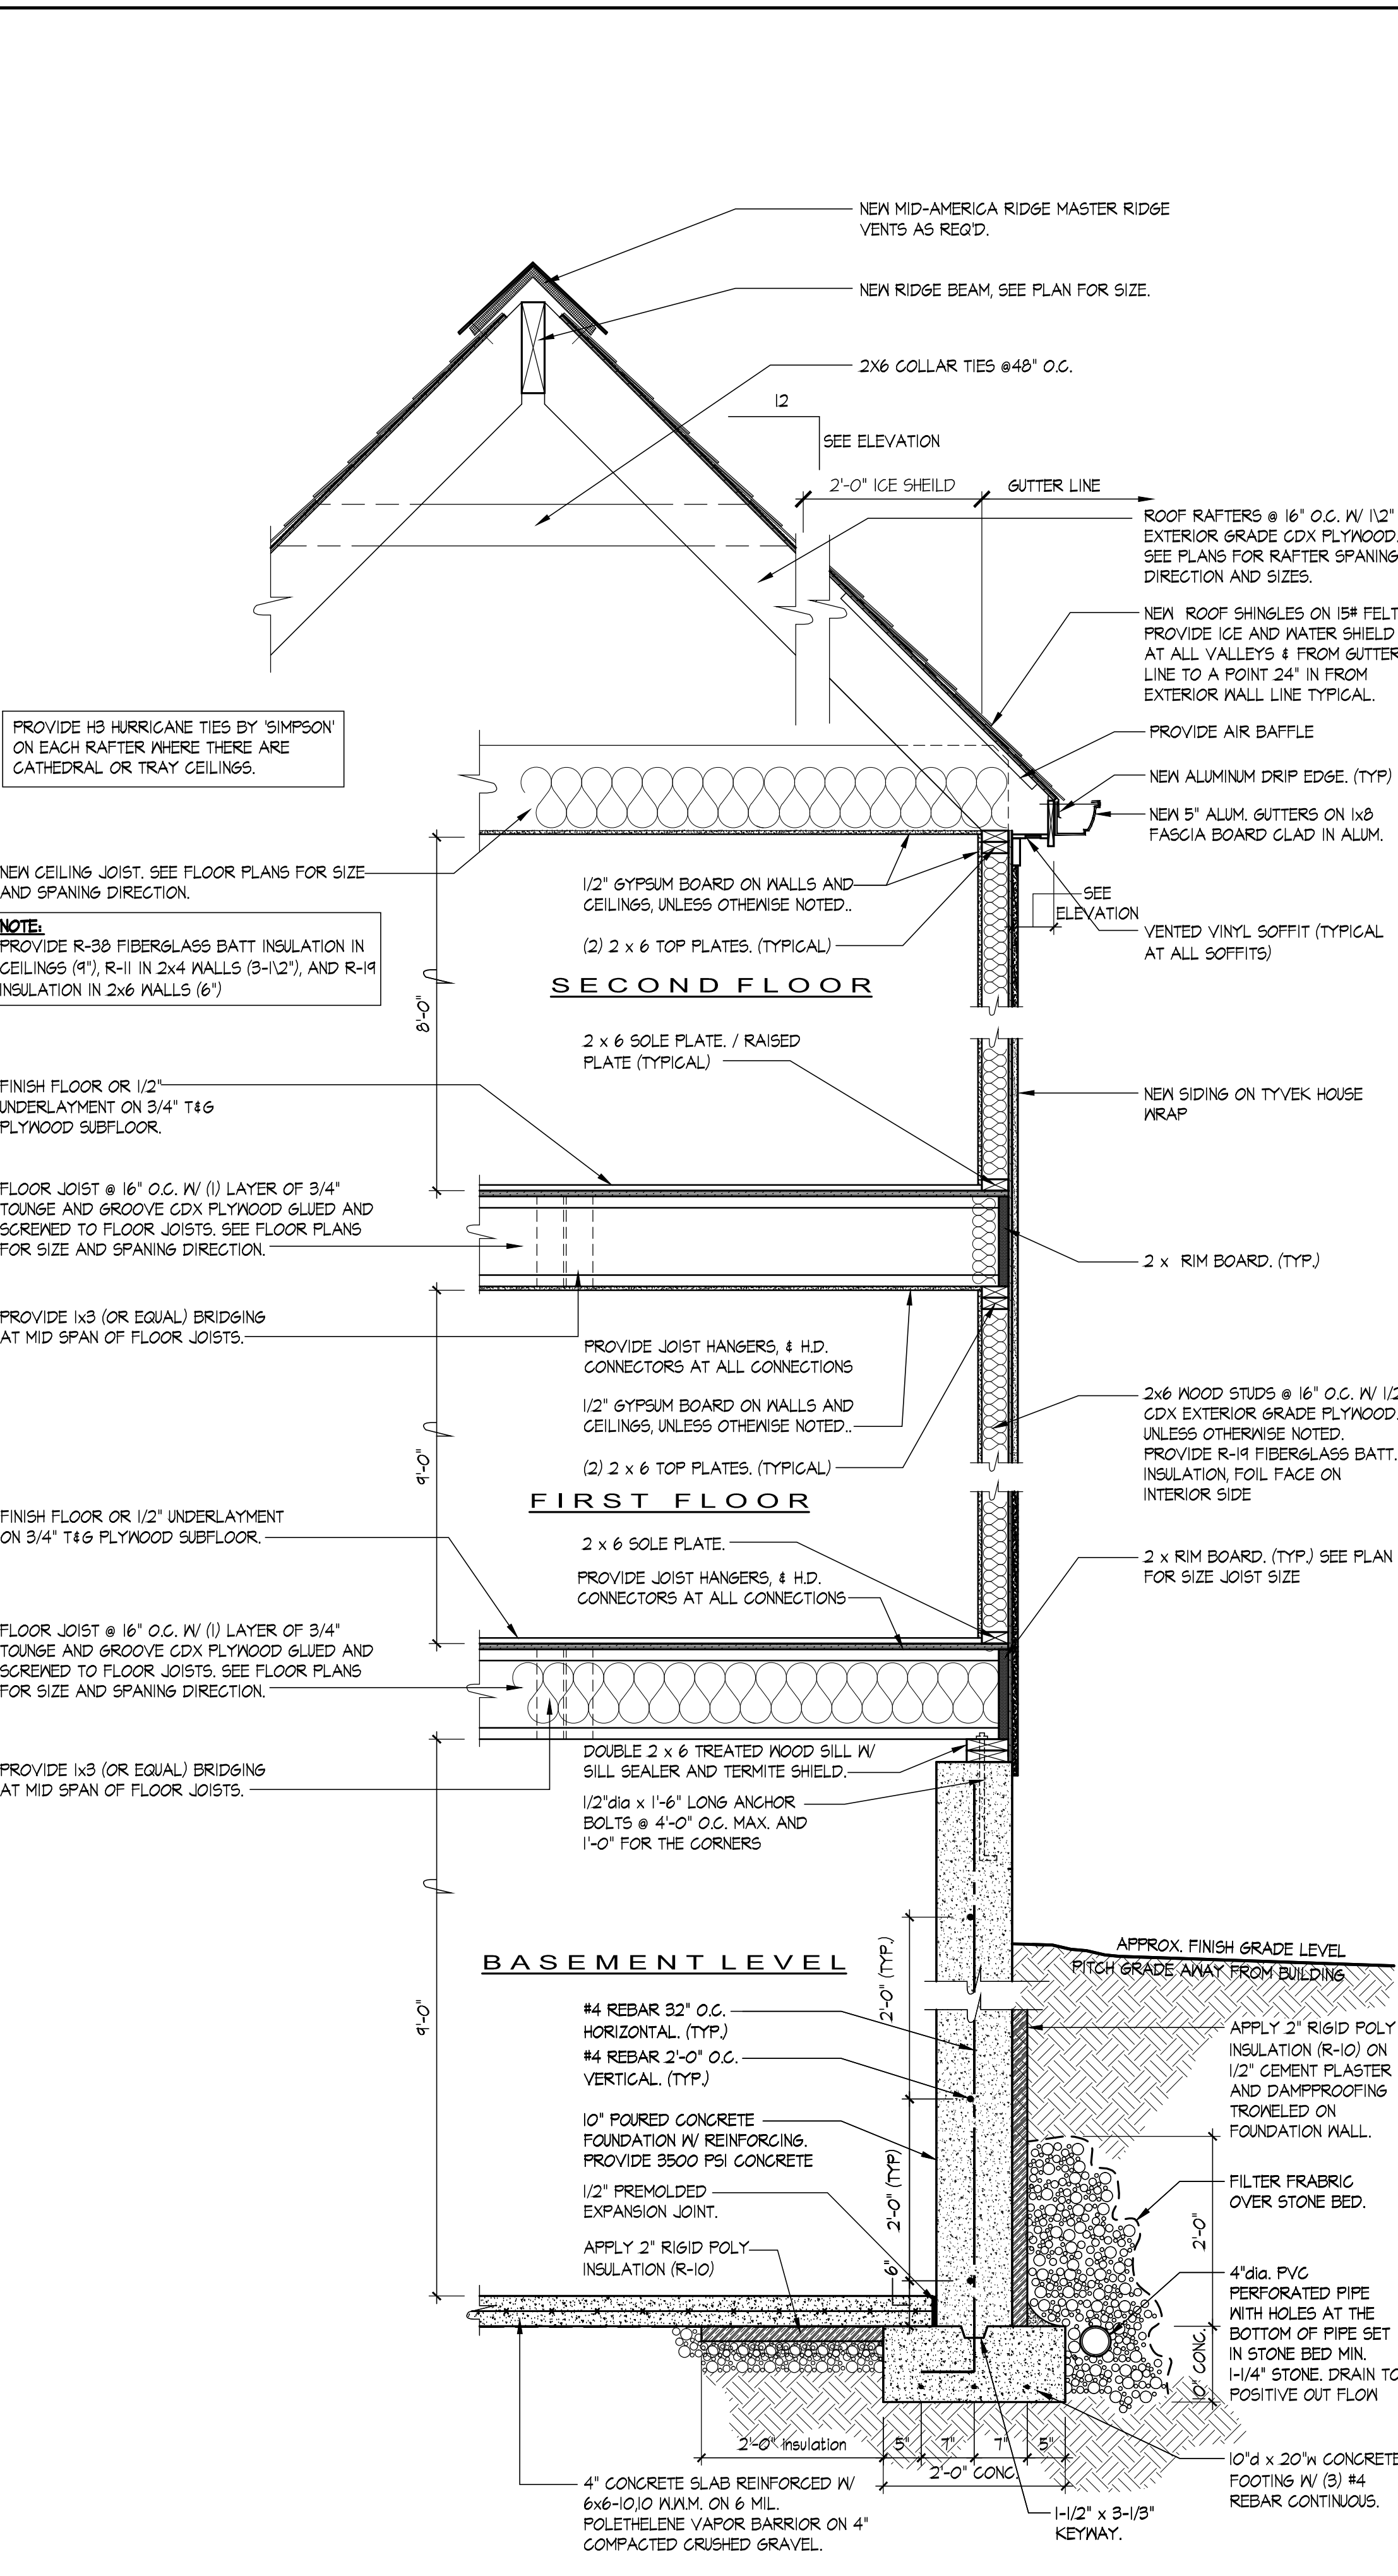 NEW MID-AMERICA RIDGE MASTER RIDGE
VENTS AS REQ'D.
NEW RIDGE BEAM, SEE PLAN FOR SIZE.
2X6 COLLAR TIES @48" O.C.
12
SEE ELEVATION
2'-0" ICE SHEILD
GUTTER LINE
ROOF RAFTERS @ 16" O.C. W/ 1\2"
EXTERIOR GRADE CDX PLYWOOD.
SEE PLANS FOR RAFTER SPANING
DIRECTION AND SIZES.
NEW ROOF SHINGLES ON 15# FELT
PROVIDE ICE AND WATER SHIELD
AT ALL VALLEYS & FROM GUTTER
LINE TO A POINT 24" IN FROM
EXTERIOR WALL LINE TYPICAL.
PROVIDE AIR BAFFLE
NEW ALUMINUM DRIP EDGE. (TYP)
NEW 5" ALUM. GUTTERS ON 1x8
FASCIA BOARD CLAD IN ALUM.
SEE
ELEVATION
VENTED VINYL SOFFIT (TYPICAL
AT ALL SOFFITS)
NEW SIDING ON TYVEK HOUSE
WRAP
2 x RIM BOARD. (TYP.)
2x6 WOOD STUDS @ 16" O.C. W/ 1/2
CDX EXTERIOR GRADE PLYWOOD.
UNLESS OTHERWISE NOTED.
PROVIDE R-19 FIBERGLASS BATT.
INSULATION, FOIL FACE ON
INTERIOR SIDE
2 x RIM BOARD. (TYP.) SEE PLAN
FOR SIZE JOIST SIZE
PROVIDE H3 HURRICANE TIES BY 'SIMPSON'
ON EACH RAFTER WHERE THERE ARE
CATHEDRAL OR TRAY CEILINGS.
NEW CEILING JOIST. SEE FLOOR PLANS FOR SIZE
AND SPANING DIRECTION.
NOTE:
PROVIDE R-38 FIBERGLASS BATT INSULATION IN
CEILINGS (9"), R-11 IN 2x4 WALLS (3-1\2"), AND R-19
INSULATION IN 2x6 WALLS (6")
FINISH FLOOR OR 1/2"
UNDERLAYMENT ON 3/4" T&G
PLYWOOD SUBFLOOR.
FLOOR JOIST @ 16" O.C. W/ (1) LAYER OF 3/4"
TOUNGE AND GROOVE CDX PLYWOOD GLUED AND
SCREWED TO FLOOR JOISTS. SEE FLOOR PLANS
FOR SIZE AND SPANING DIRECTION.
PROVIDE 1x3 (OR EQUAL) BRIDGING
AT MID SPAN OF FLOOR JOISTS.
FINISH FLOOR OR 1/2" UNDERLAYMENT
ON 3/4" T&G PLYWOOD SUBFLOOR.
FLOOR JOIST @ 16" O.C. W/ (1) LAYER OF 3/4"
TOUNGE AND GROOVE CDX PLYWOOD GLUED AND
SCREWED TO FLOOR JOISTS. SEE FLOOR PLANS
FOR SIZE AND SPANING DIRECTION.
PROVIDE 1x3 (OR EQUAL) BRIDGING
AT MID SPAN OF FLOOR JOISTS.
8'-0"
9'-0"
9'-0"
1/2" GYPSUM BOARD ON WALLS AND
CEILINGS, UNLESS OTHEWISE NOTED..
(2) 2 x 6 TOP PLATES. (TYPICAL)
SECOND FLOOR
2 x 6 SOLE PLATE. / RAISED
PLATE (TYPICAL)
PROVIDE JOIST HANGERS, & H.D.
CONNECTORS AT ALL CONNECTIONS
1/2" GYPSUM BOARD ON WALLS AND
CEILINGS, UNLESS OTHEWISE NOTED..
(2) 2 x 6 TOP PLATES. (TYPICAL)
FIRST FLOOR
2 x 6 SOLE PLATE.
PROVIDE JOIST HANGERS, & H.D.
CONNECTORS AT ALL CONNECTIONS
DOUBLE 2 x 6 TREATED WOOD SILL W/
SILL SEALER AND TERMITE SHIELD.
1/2"dia x 1'-6" LONG ANCHOR
BOLTS @ 4'-0" O.C. MAX. AND
1'-0" FOR THE CORNERS
BASEMENT LEVEL
#4 REBAR 32" O.C.
HORIZONTAL. (TYP.)
#4 REBAR 2'-0" O.C.
VERTICAL. (TYP.)
10" POURED CONCRETE
FOUNDATION W/ REINFORCING.
PROVIDE 3500 PSI CONCRETE
1/2" PREMOLDED
EXPANSION JOINT.
APPLY 2" RIGID POLY
INSULATION (R-10)
2'-0" (TYP.)
2'-0" (TYP)
6"
APPROX. FINISH GRADE LEVEL
PITCH GRADE AWAY FROM BUILDING
APPLY 2" RIGID POLY
INSULATION (R-10) ON
1/2" CEMENT PLASTER
AND DAMPPROOFING
TROWELED ON
FOUNDATION WALL.
FILTER FRABRIC
OVER STONE BED.
2'-0"
10" CONC.
4"dia. PVC
PERFORATED PIPE
WITH HOLES AT THE
BOTTOM OF PIPE SET
IN STONE BED MIN.
1-1/4" STONE. DRAIN TO
POSITIVE OUT FLOW
10"d x 20"w CONCRETE
FOOTING W/ (3) #4
REBAR CONTINUOUS.
2'-0" insulation
5"
7"
7"
5"
2'-0" CONC.
1-1/2" x 3-1/3"
KEYWAY.
4" CONCRETE SLAB REINFORCED W/
6x6-10,10 W.W.M. ON 6 MIL.
POLETHELENE VAPOR BARRIOR ON 4"
COMPACTED CRUSHED GRAVEL.